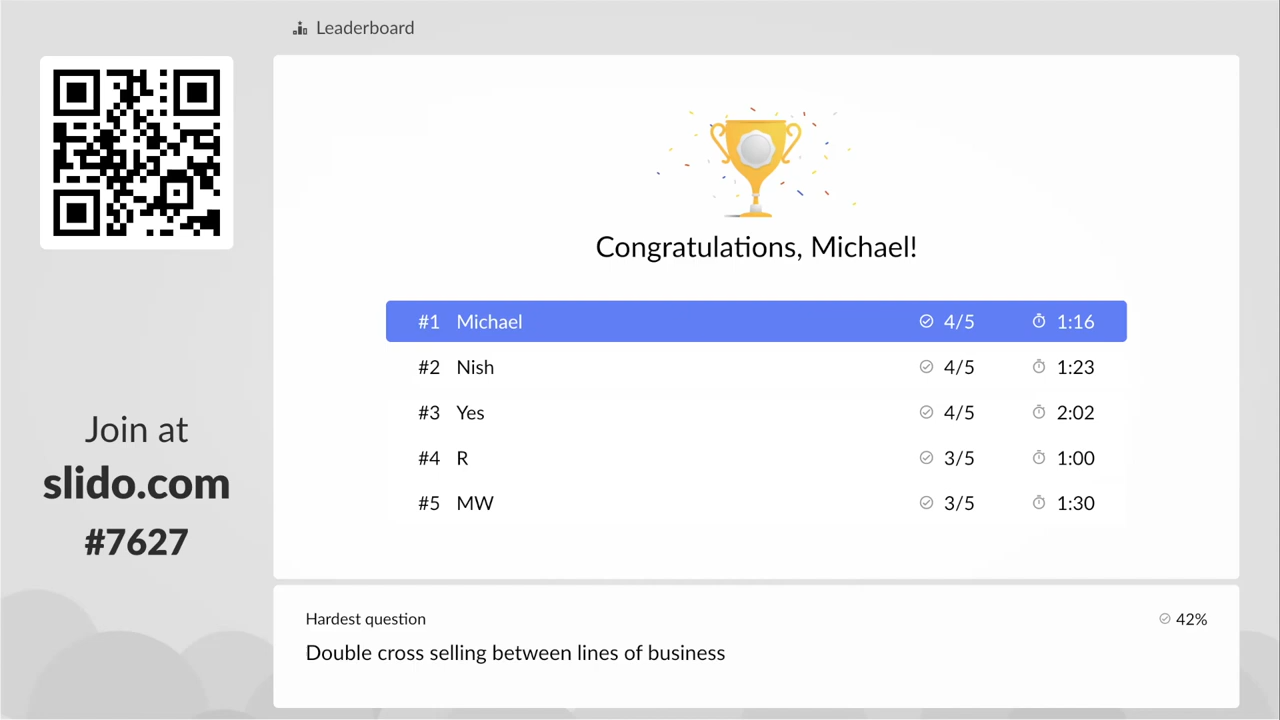 Leaderboard
Congratulations, Michael!
#1 Michael 4/5 1:16
#2 Nish 4/5 1:23
#3 Yes 4/5 2:02
#4 R 3/5 1:00
#5 MW 3/5 1:30
Join at
slido.com
#7627
Hardest question 42%
Double cross selling between lines of business